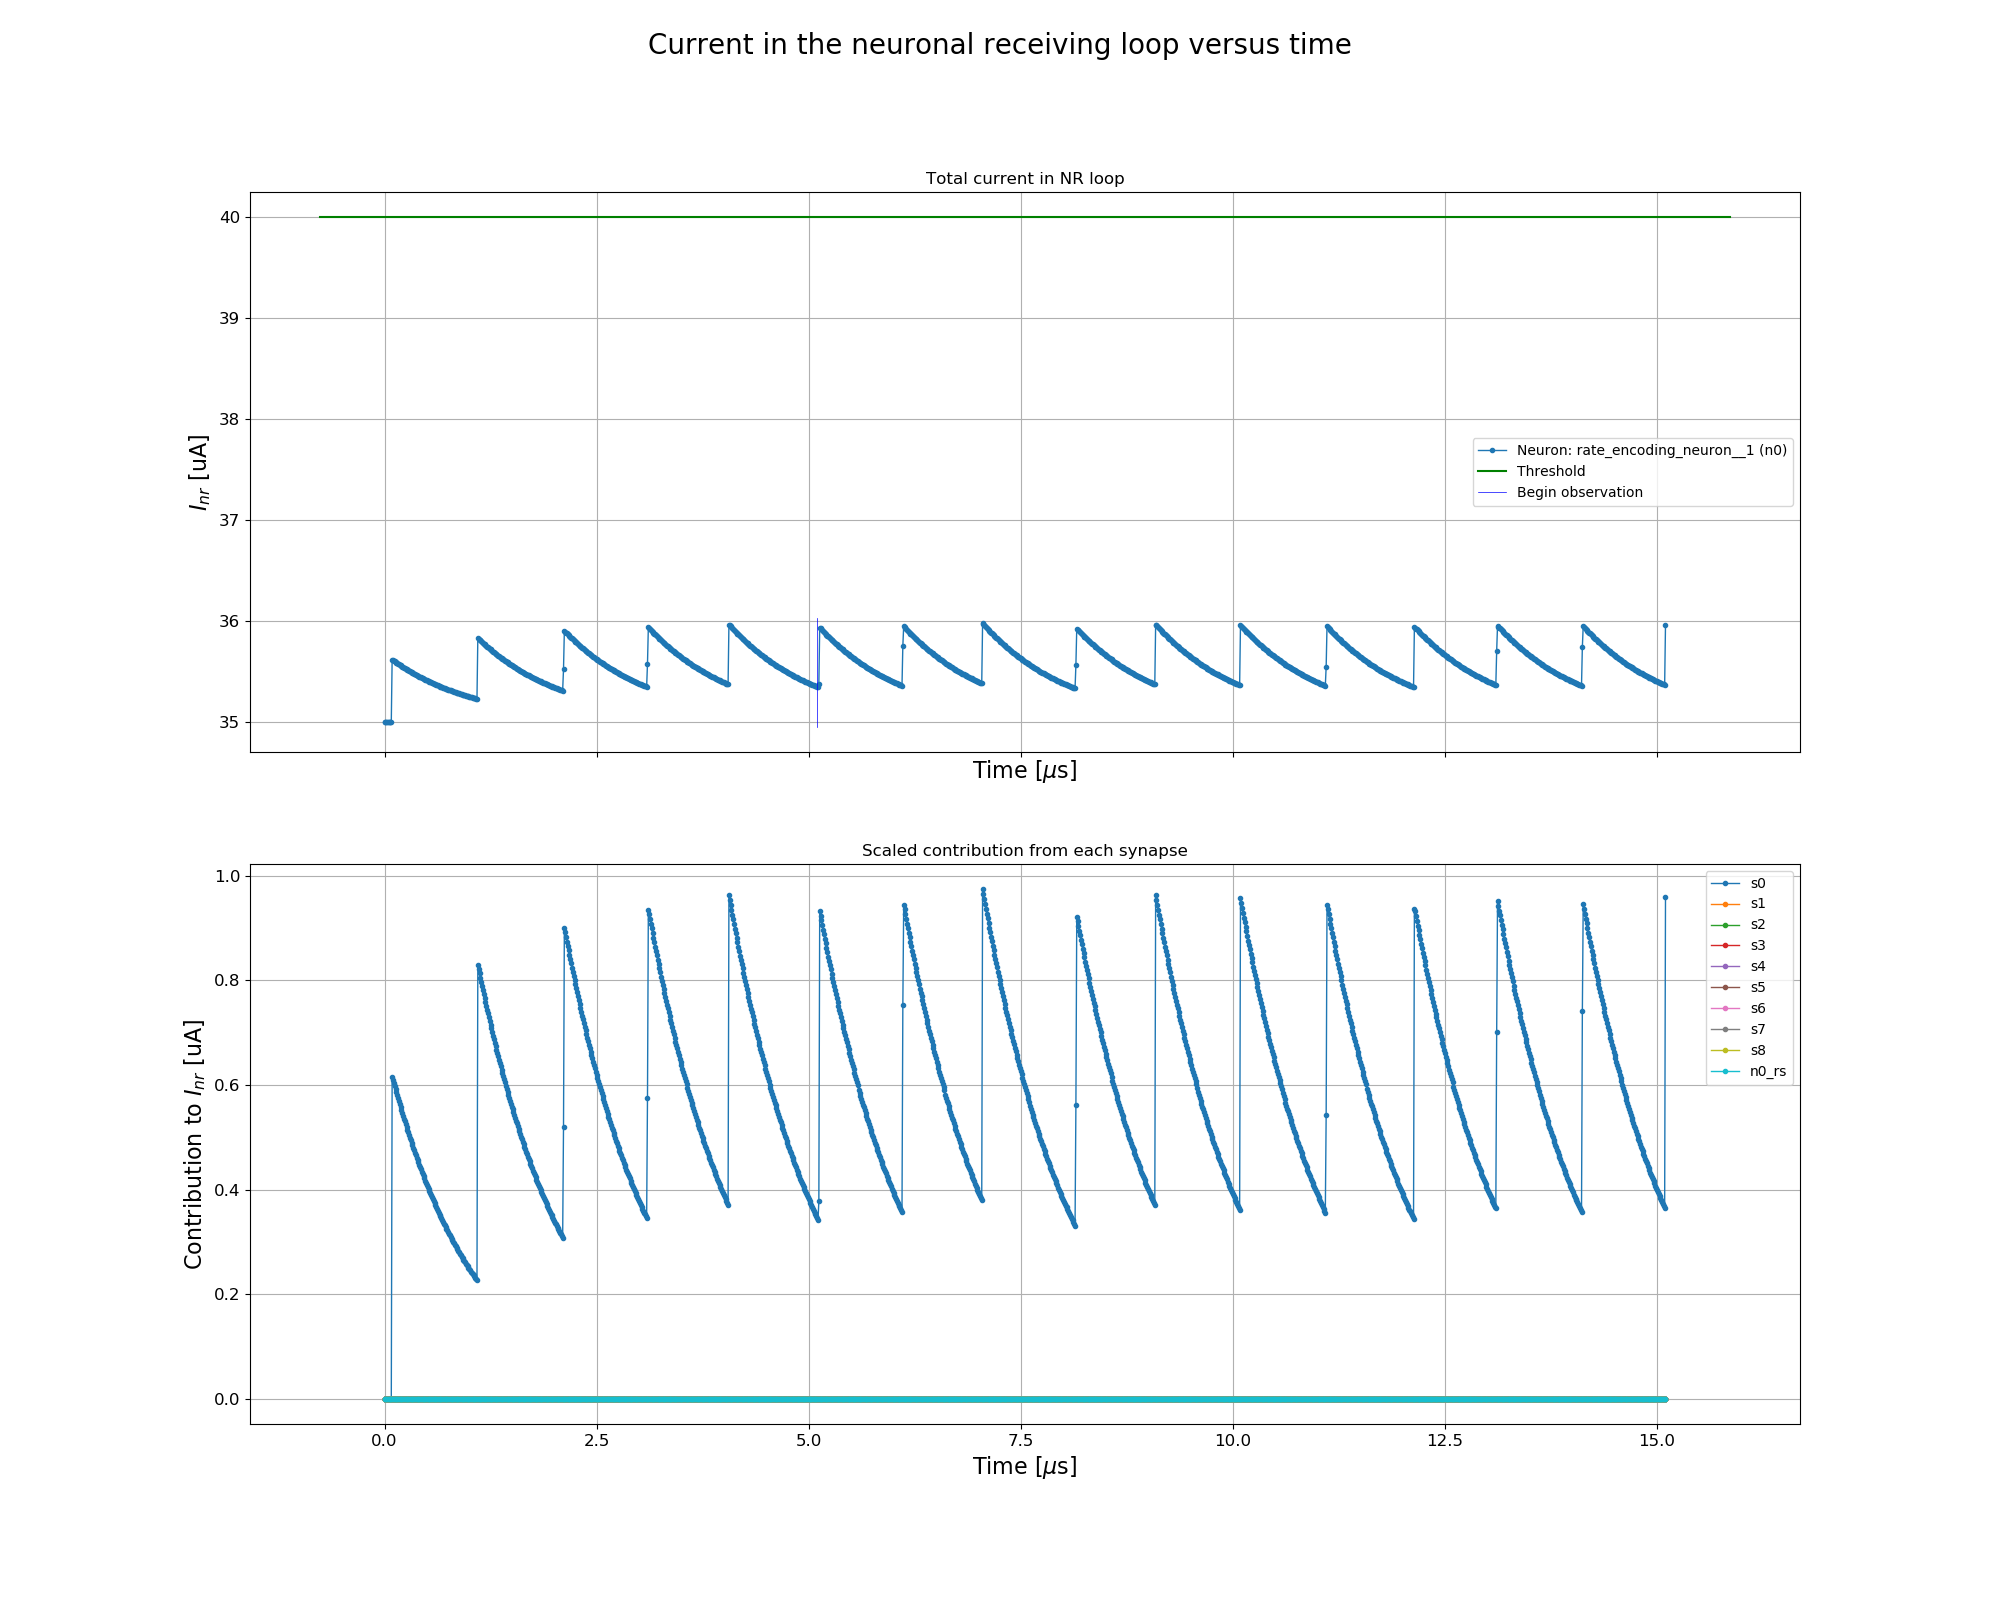 Current in the neuronal receiving loop versus time
Total current in NR loop
40
39
38
37
36
35
I_nr [uA]
Neuron: rate_encoding_neuron__1 (n0)
Threshold
Begin observation
Time [μs]
Scaled contribution from each synapse
1.0
0.8
0.6
0.4
0.2
0.0
Contribution to I_nr [uA]
s0
s1
s2
s3
s4
s5
s6
s7
s8
n0_rs
0.0 2.5 5.0 7.5 10.0 12.5 15.0
Time [μs]